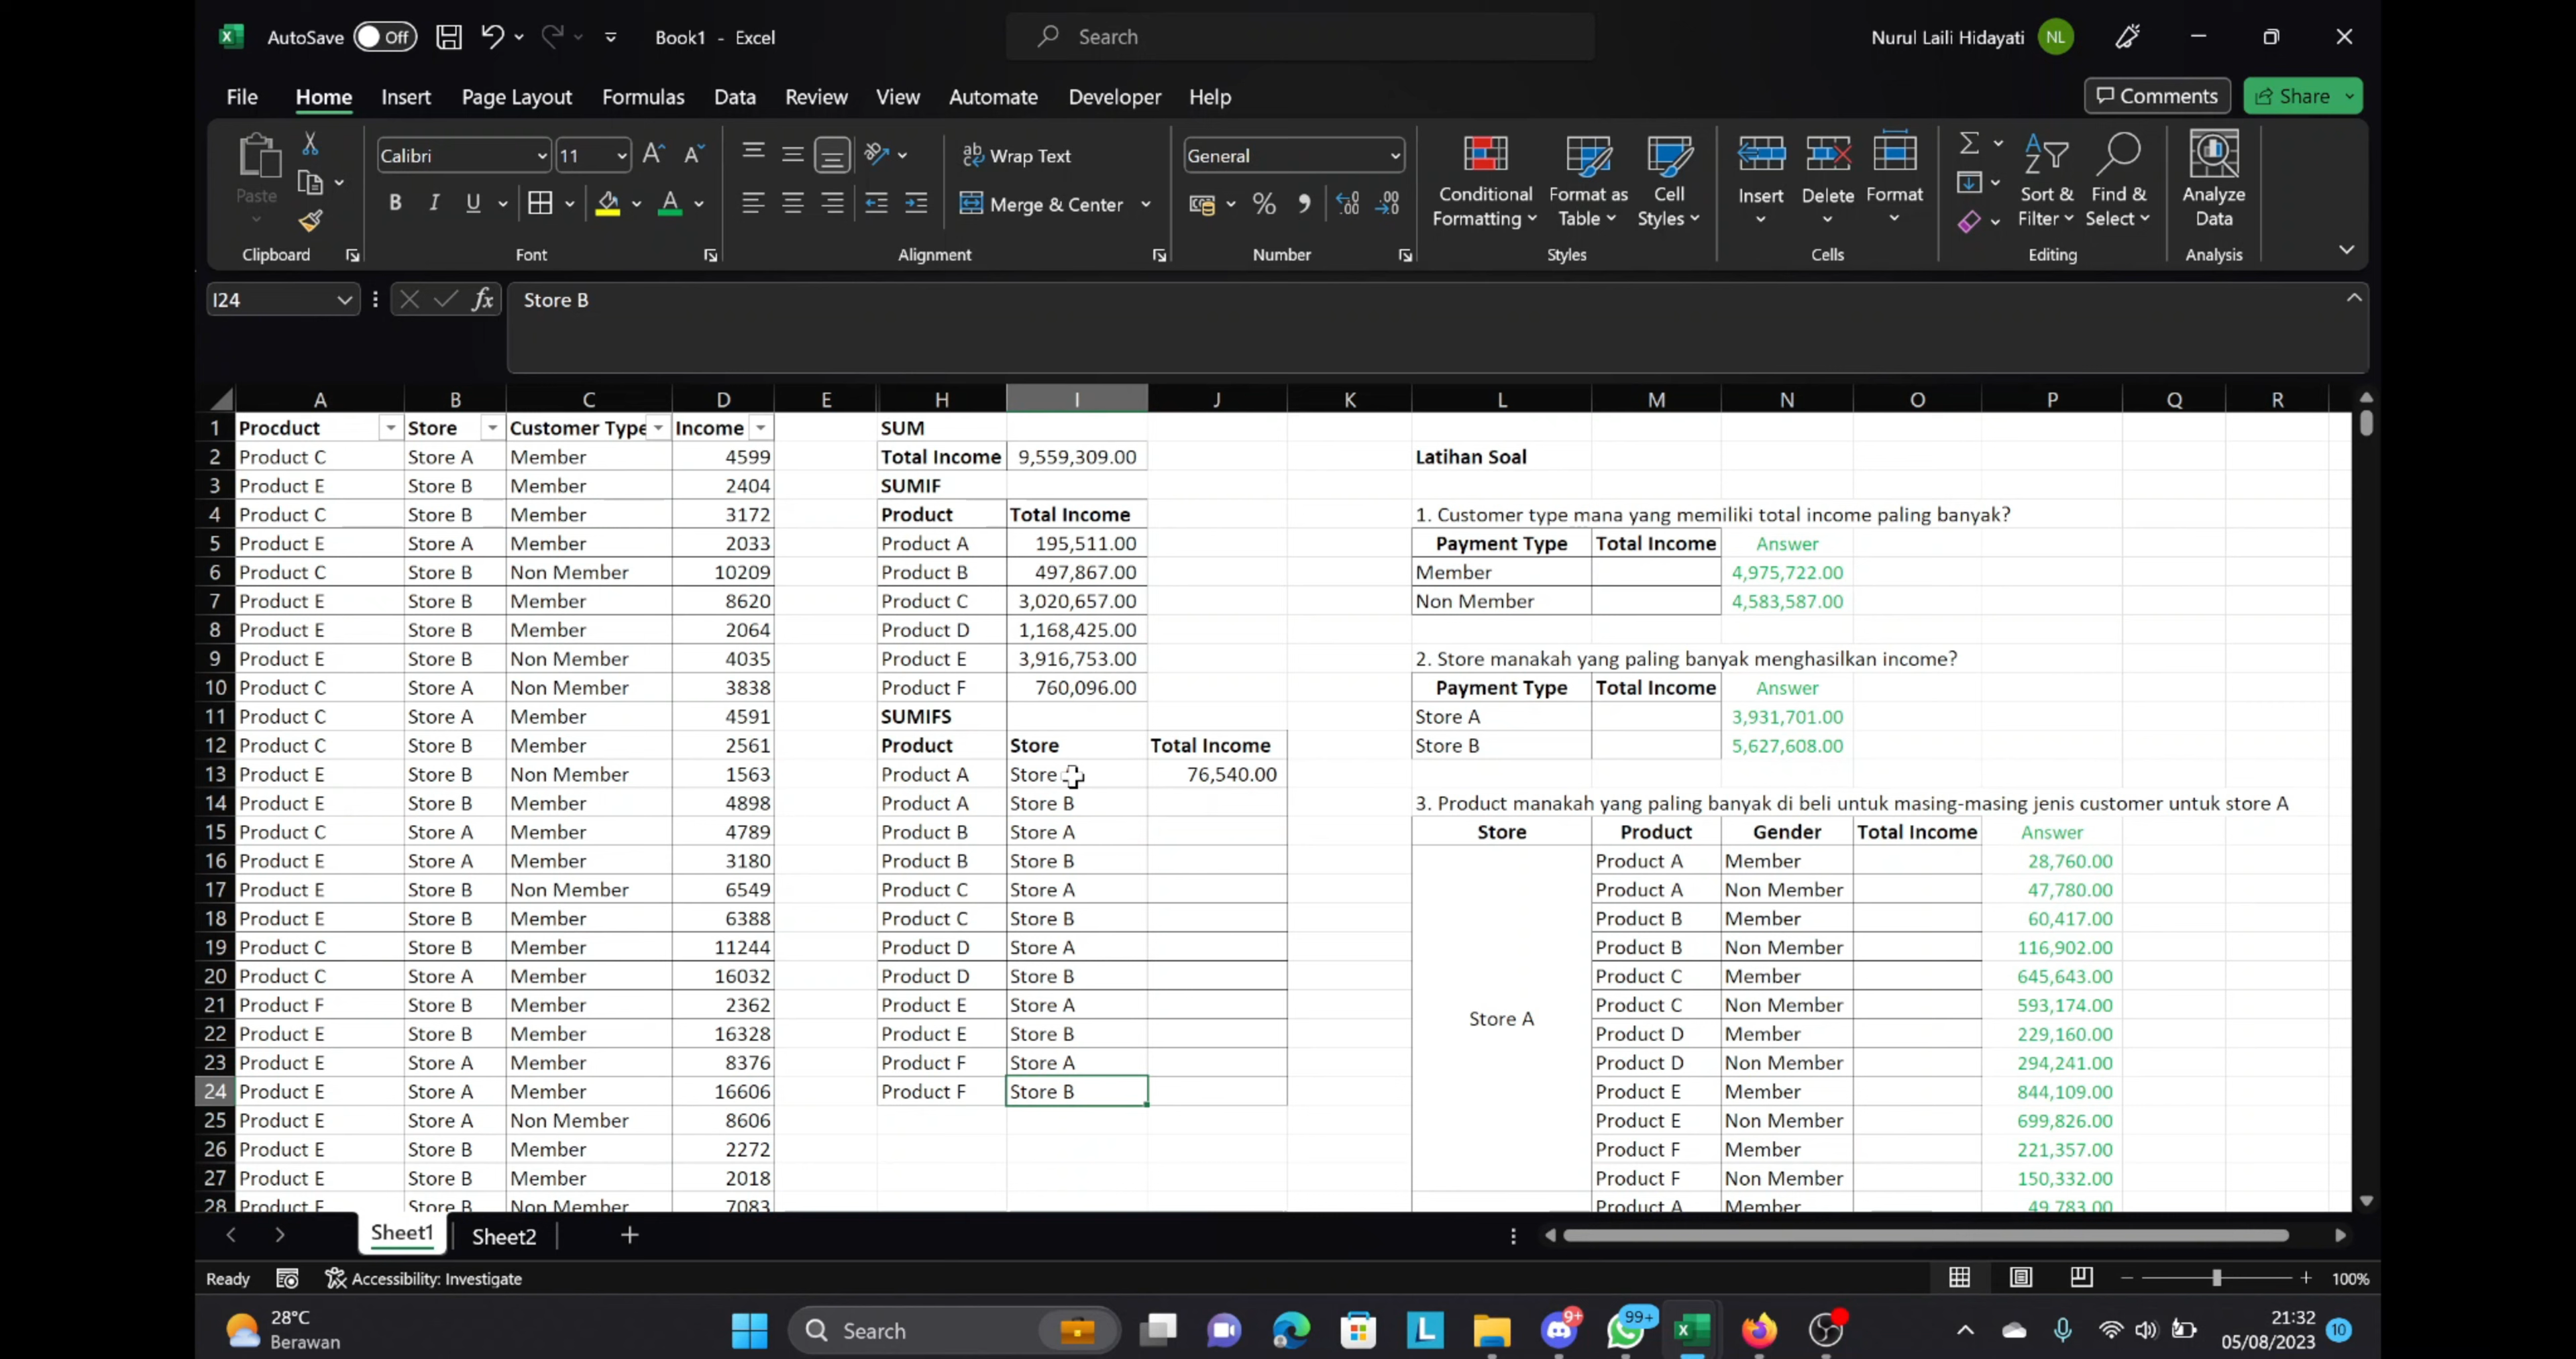 AutoSave Off Book1 - Excel Search Nurul Laili Hidayati NL
File Home Insert Page Layout Formulas Data Review View Automate Developer Help Comments Share
Paste Calibri 11 Wrap Text General Conditional Formatting Format as Table Cell Styles Insert Delete Format Sort & Filter Find & Select Analyze Data
B I U Merge & Center
Clipboard Font Alignment Number Styles Cells Editing Analysis
I24 fx Store B
A B C D E H I J K L M N O P Q R
1 Procduct Store Customer Type Income SUM
2 Product C Store A Member 4599 Total Income 9,559,309.00 Latihan Soal
3 Product E Store B Member 2404 SUMIF
4 Product C Store B Member 3172 Product Total Income 1. Customer type mana yang memiliki total income paling banyak?
5 Product E Store A Member 2033 Product A 195,511.00 Payment Type Total Income Answer
6 Product C Store B Non Member 10209 Product B 497,867.00 Member 4,975,722.00
7 Product E Store B Member 8620 Product C 3,020,657.00 Non Member 4,583,587.00
8 Product E Store B Member 2064 Product D 1,168,425.00
9 Product E Store B Non Member 4035 Product E 3,916,753.00 2. Store manakah yang paling banyak menghasilkan income?
10 Product C Store A Non Member 3838 Product F 760,096.00 Payment Type Total Income Answer
11 Product C Store A Member 4591 SUMIFS Store A 3,931,701.00
12 Product C Store B Member 2561 Product Store Total Income Store B 5,627,608.00
13 Product E Store B Non Member 1563 Product A Store 76,540.00
14 Product E Store B Member 4898 Product A Store B 3. Product manakah yang paling banyak di beli untuk masing-masing jenis customer untuk store A
15 Product C Store A Member 4789 Product B Store A Store Product Gender Total Income Answer
16 Product E Store A Member 3180 Product B Store B Product A Member 28,760.00
17 Product E Store B Non Member 6549 Product C Store A Product A Non Member 47,780.00
18 Product E Store B Member 6388 Product C Store B Product B Member 60,417.00
19 Product C Store B Member 11244 Product D Store A Product B Non Member 116,902.00
20 Product C Store A Member 16032 Product D Store B Product C Member 645,643.00
21 Product F Store B Member 2362 Product E Store A Product C Non Member 593,174.00
Store A
22 Product E Store B Member 16328 Product E Store B Product D Member 229,160.00
23 Product E Store A Member 8376 Product F Store A Product D Non Member 294,241.00
24 Product E Store A Member 16606 Product F Store B Product E Member 844,109.00
25 Product E Store A Non Member 8606 Product E Non Member 699,826.00
26 Product E Store B Member 2272 Product F Member 221,357.00
27 Product E Store B Member 2018 Product F Non Member 150,332.00
28 Store B Non Member 7083 Product A Member 49,783.00
Sheet1 Sheet2
Ready Accessibility: Investigate 100%
28°C
Berawan
Search 9+ 99+
21:32
05/08/2023 10